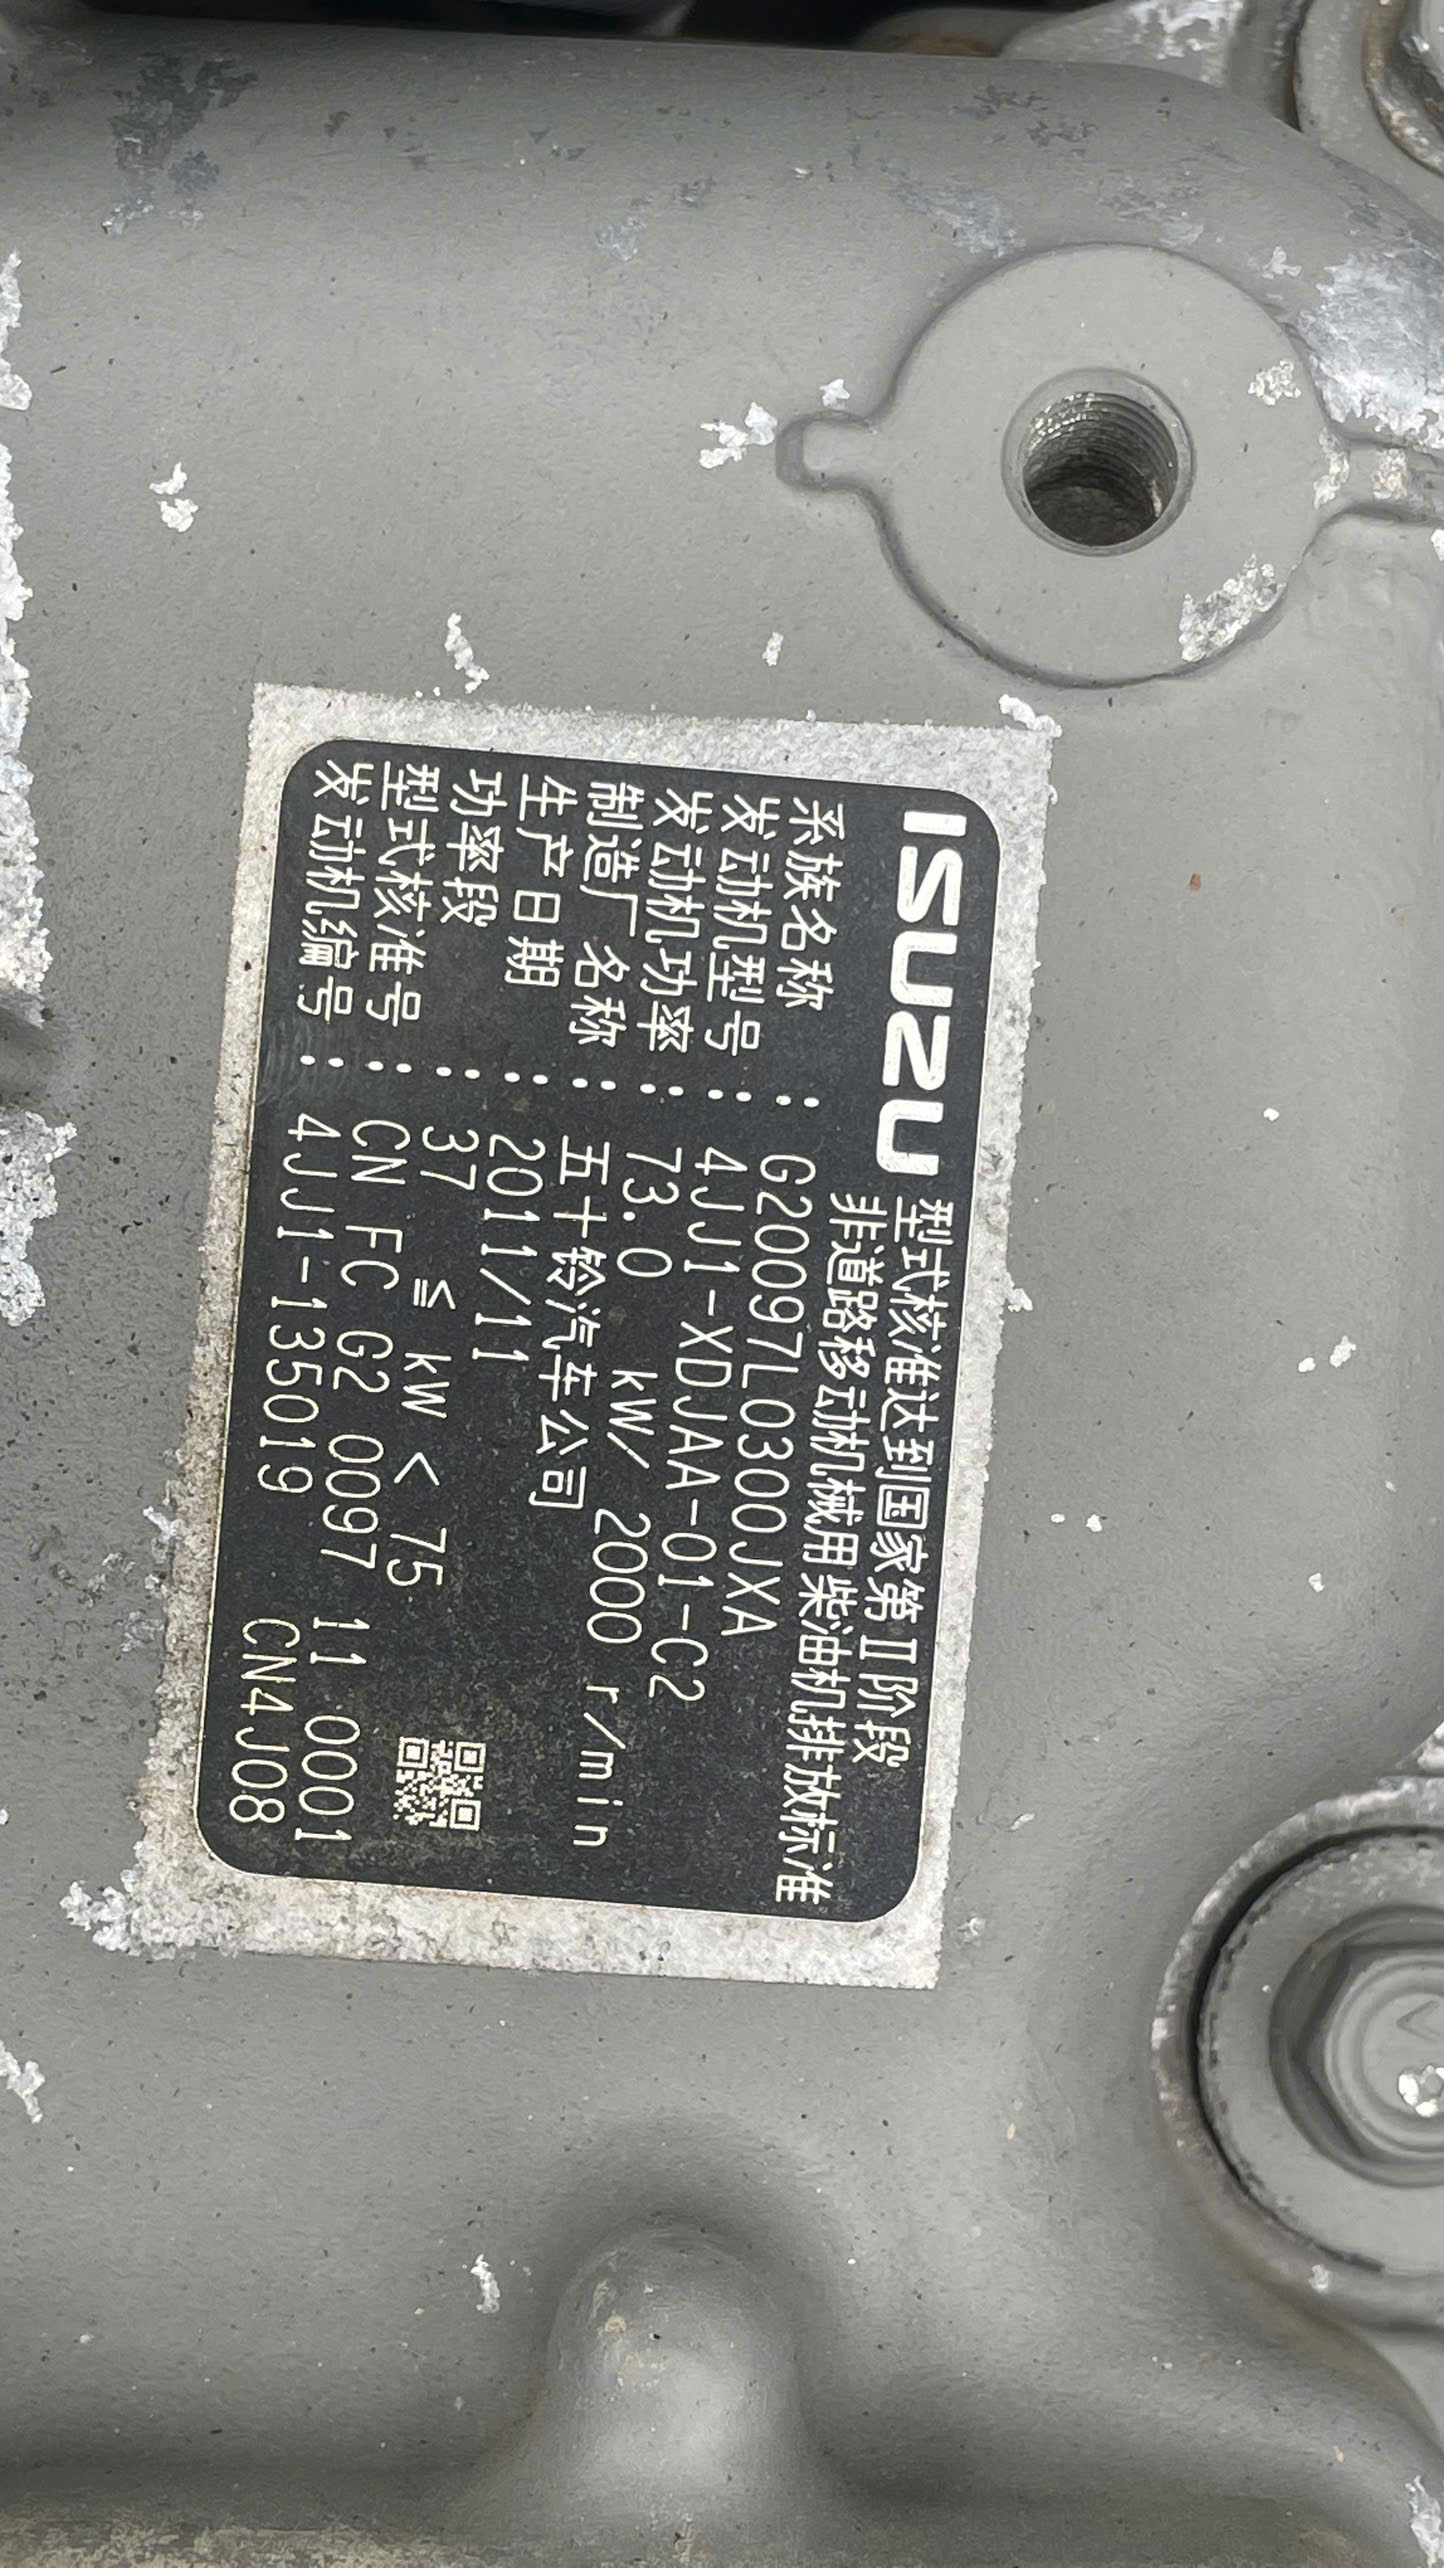 ISUZU 型式核准达到国家第Ⅱ阶段
非道路移动机械用柴油机排放标准
系族名称 : G20097L0300JXA
发动机型号 : 4JJ1-XDJAA-01-C2
发动机功率 : 73.0 kW/ 2000 r/min
制造厂 名称 : 五十铃汽车公司
生产日期 : 2011/11
功率段 : 37 ≦ kW < 75
型式核准号 : CN FC G2 0097 11 0001
发动机编号 : 4JJ1-135019 CN4J08